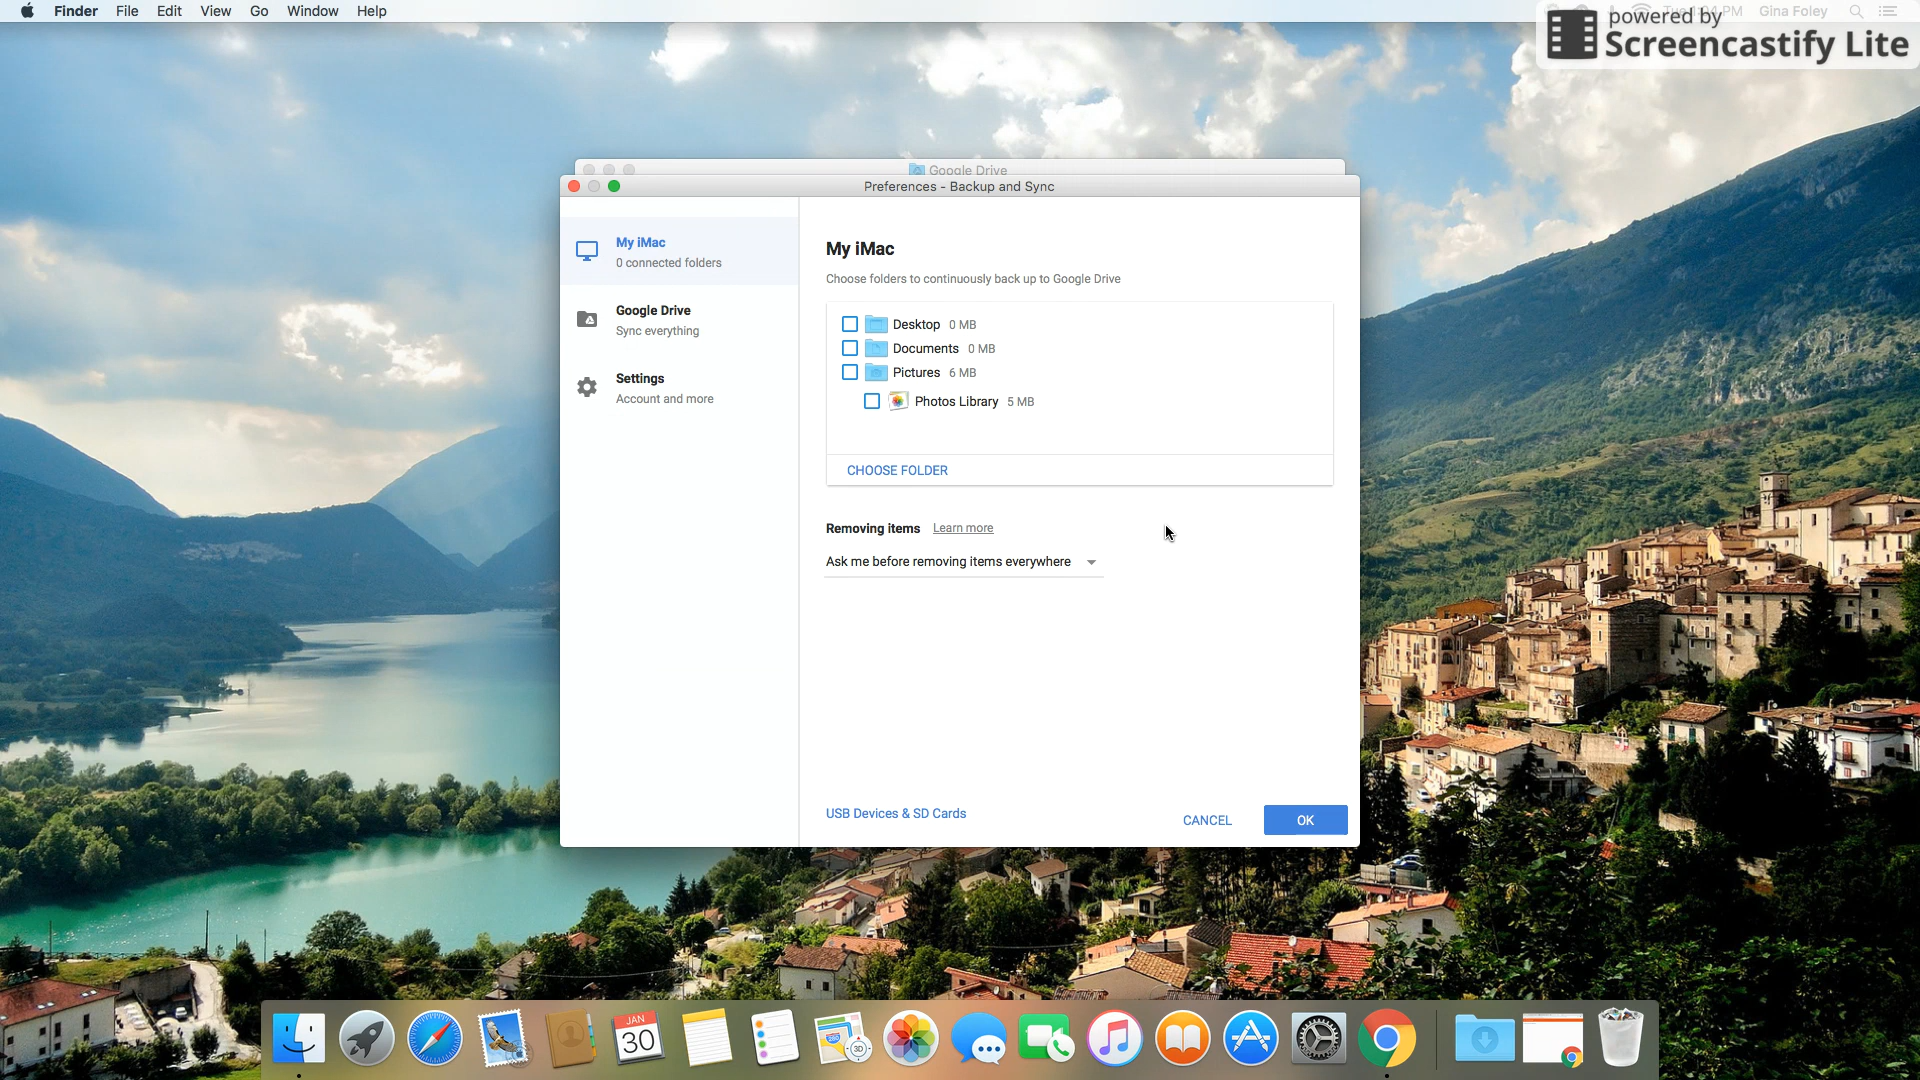 Finder File Edit View Go Window Help
Gina Foley
powered by
Screencastify Lite
Google Drive
Preferences - Backup and Sync
My iMac
0 connected folders
Google Drive
Sync everything
Settings
Account and more
My iMac
Choose folders to continuously back up to Google Drive
Desktop 0 MB
Documents 0 MB
Pictures 6 MB
Photos Library 5 MB
CHOOSE FOLDER
Removing items Learn more
Ask me before removing items everywhere
USB Devices & SD Cards
CANCEL OK
JAN
30
280
3D